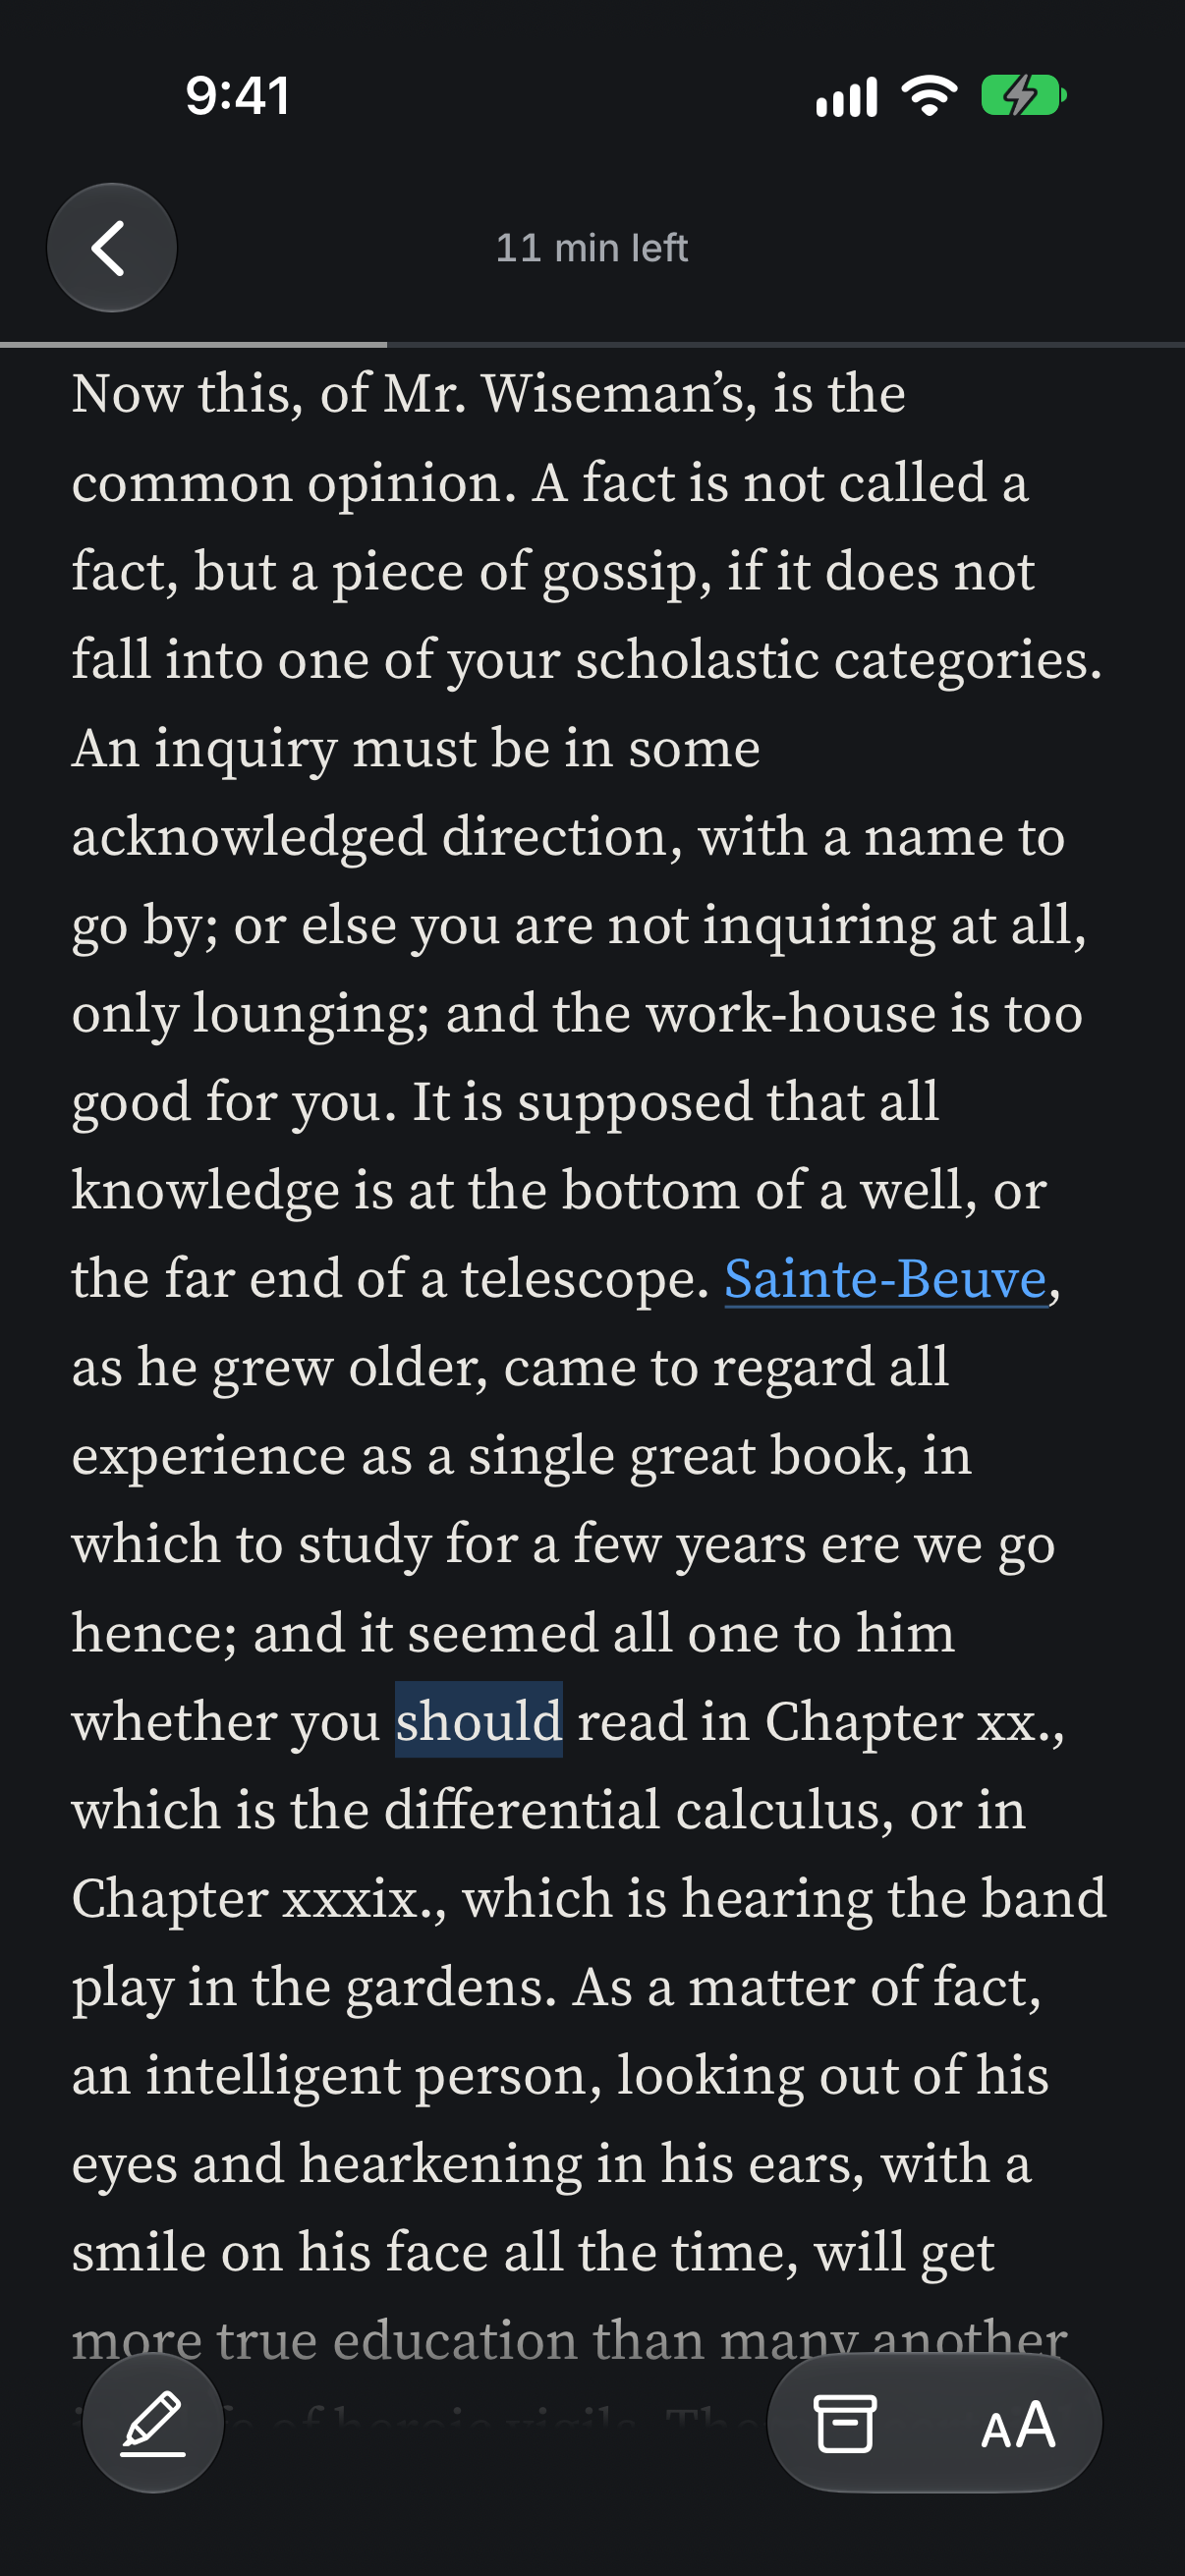 9:41
11 min left
Now this, of Mr. Wiseman’s, is the
common opinion. A fact is not called a
fact, but a piece of gossip, if it does not
fall into one of your scholastic categories.
An inquiry must be in some
acknowledged direction, with a name to
go by; or else you are not inquiring at all,
only lounging; and the work-house is too
good for you. It is supposed that all
knowledge is at the bottom of a well, or
the far end of a telescope. Sainte-Beuve,
as he grew older, came to regard all
experience as a single great book, in
which to study for a few years ere we go
hence; and it seemed all one to him
whether you should read in Chapter xx.,
which is the differential calculus, or in
Chapter xxxix., which is hearing the band
play in the gardens. As a matter of fact,
an intelligent person, looking out of his
eyes and hearkening in his ears, with a
smile on his face all the time, will get
more true education than many another
of heroic vigils.
AA